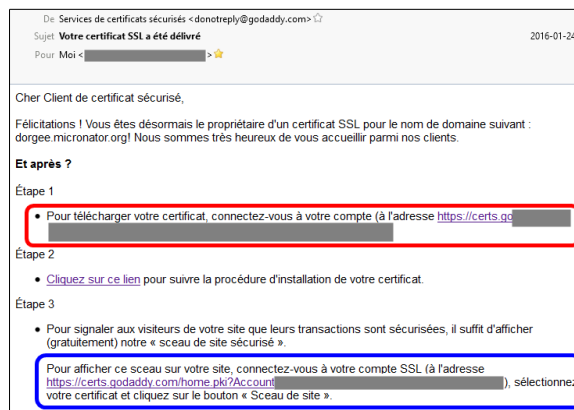 De Services de certificats sécurisés <donotreply@godaddy.com>
Sujet Votre certificat SSL a été délivré 2016-01-24
Pour Moi < >
Cher Client de certificat sécurisé,
Félicitations ! Vous êtes désormais le propriétaire d'un certificat SSL pour le nom de domaine suivant :
dorgee.micronator.org! Nous sommes très heureux de vous accueillir parmi nos clients.
Et après ?
Étape 1
• Pour télécharger votre certificat, connectez-vous à votre compte (à l'adresse https://certs.go
Étape 2
• Cliquez sur ce lien pour suivre la procédure d'installation de votre certificat.
Étape 3
• Pour signaler aux visiteurs de votre site que leurs transactions sont sécurisées, il suffit d'afficher
(gratuitement) notre « sceau de site sécurisé ».
Pour afficher ce sceau sur votre site, connectez-vous à votre compte SSL (à l'adresse
https://certs.godaddy.com/home.pki?Account ), sélectionnez
votre certificat et cliquez sur le bouton « Sceau de site ».